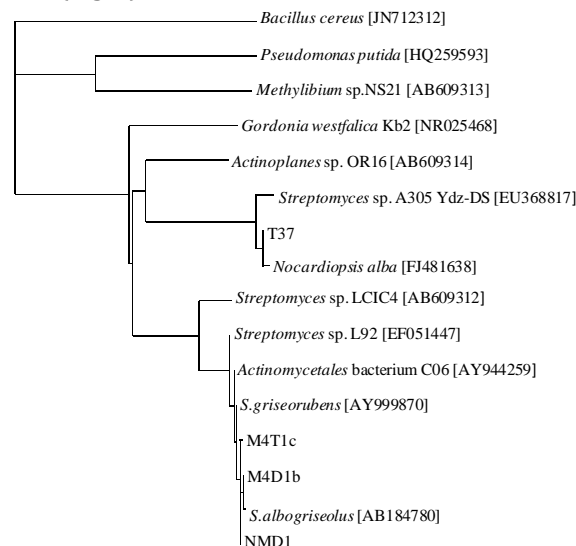 Bacillus cereus [JN712312]
Pseudomonas putida [HQ259593]
Methylibium sp.NS21 [AB609313]
Gordonia westfalica Kb2 [NR025468]
Actinoplanes sp. OR16 [AB609314]
Streptomyces sp. A305 Ydz-DS [EU368817]
T37
Nocardiopsis alba [FJ481638]
Streptomyces sp. LCIC4 [AB609312]
Streptomyces sp. L92 [EF051447]
Actinomycetales bacterium C06 [AY944259]
S.griseorubens [AY999870]
M4T1c
M4D1b
S.albogriseolus [AB184780]
NMD1